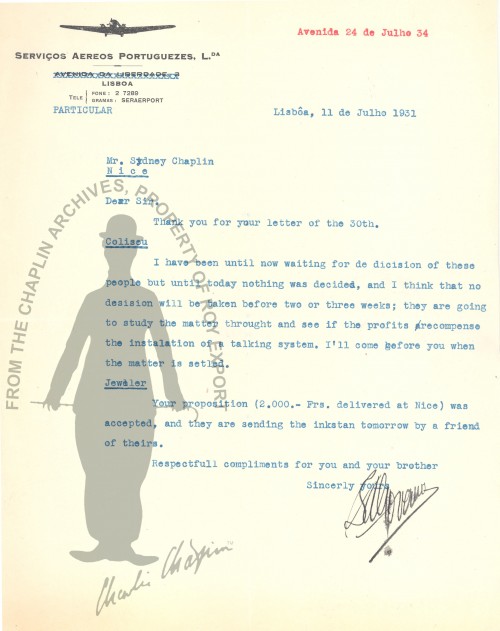 Avenida 24 de Julho 34
SERVIÇOS AEREOS PORTUGUEZES, L.DA
AVENIDA DA LIBERDADE, 3
LISBOA
TELE FONE: 2 7289
GRAMAS: SERAERPORT
PARTICULAR
Lisbôa, 11 de Julho 1931
Mr. Sydney Chaplin
Nice
Dear Sir.
Thank you for your letter of the 30th.
Coliseu
I have been until now waiting for de dicision of these
people but until today nothing was decided, and I think that no
desision will be taken before two or three weeks; they are going
to study the matter throught and see if the profits recompense
the instalation of a talking system. I'll come before you when
the matter is setled.
Jeweler
Your proposition (2.000.- Frs. delivered at Nice) was
accepted, and they are sending the inkstan tomorrow by a friend
of theirs.
Respectfull compliments for you and your brother
Sincerly yours
FROM THE CHAPLIN ARCHIVES, PROPERTY OF ROY EXPORT
Charlie Chaplin